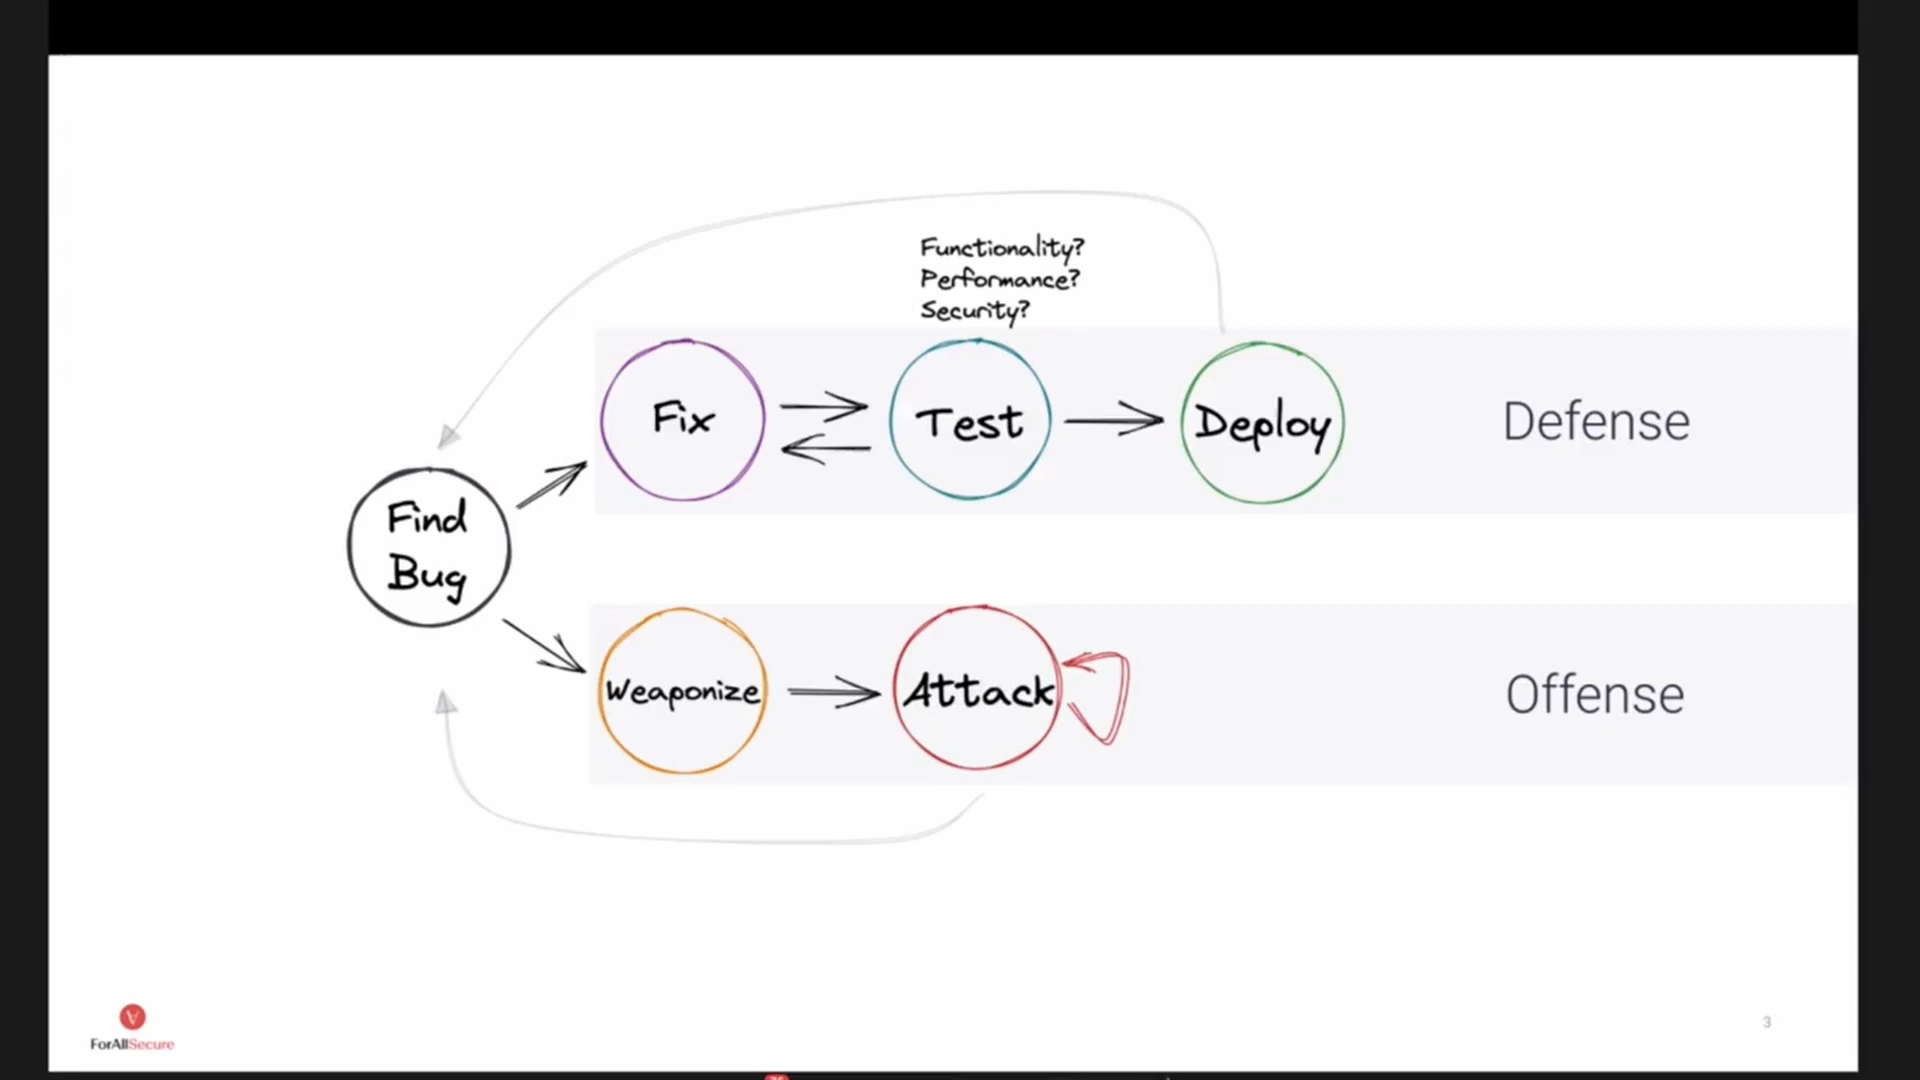 Functionality?
Performance?
Security?
Fix
Test
Deploy
Defense
Find
Bug
Weaponize
Attack
Offense
ForAllSecure
3